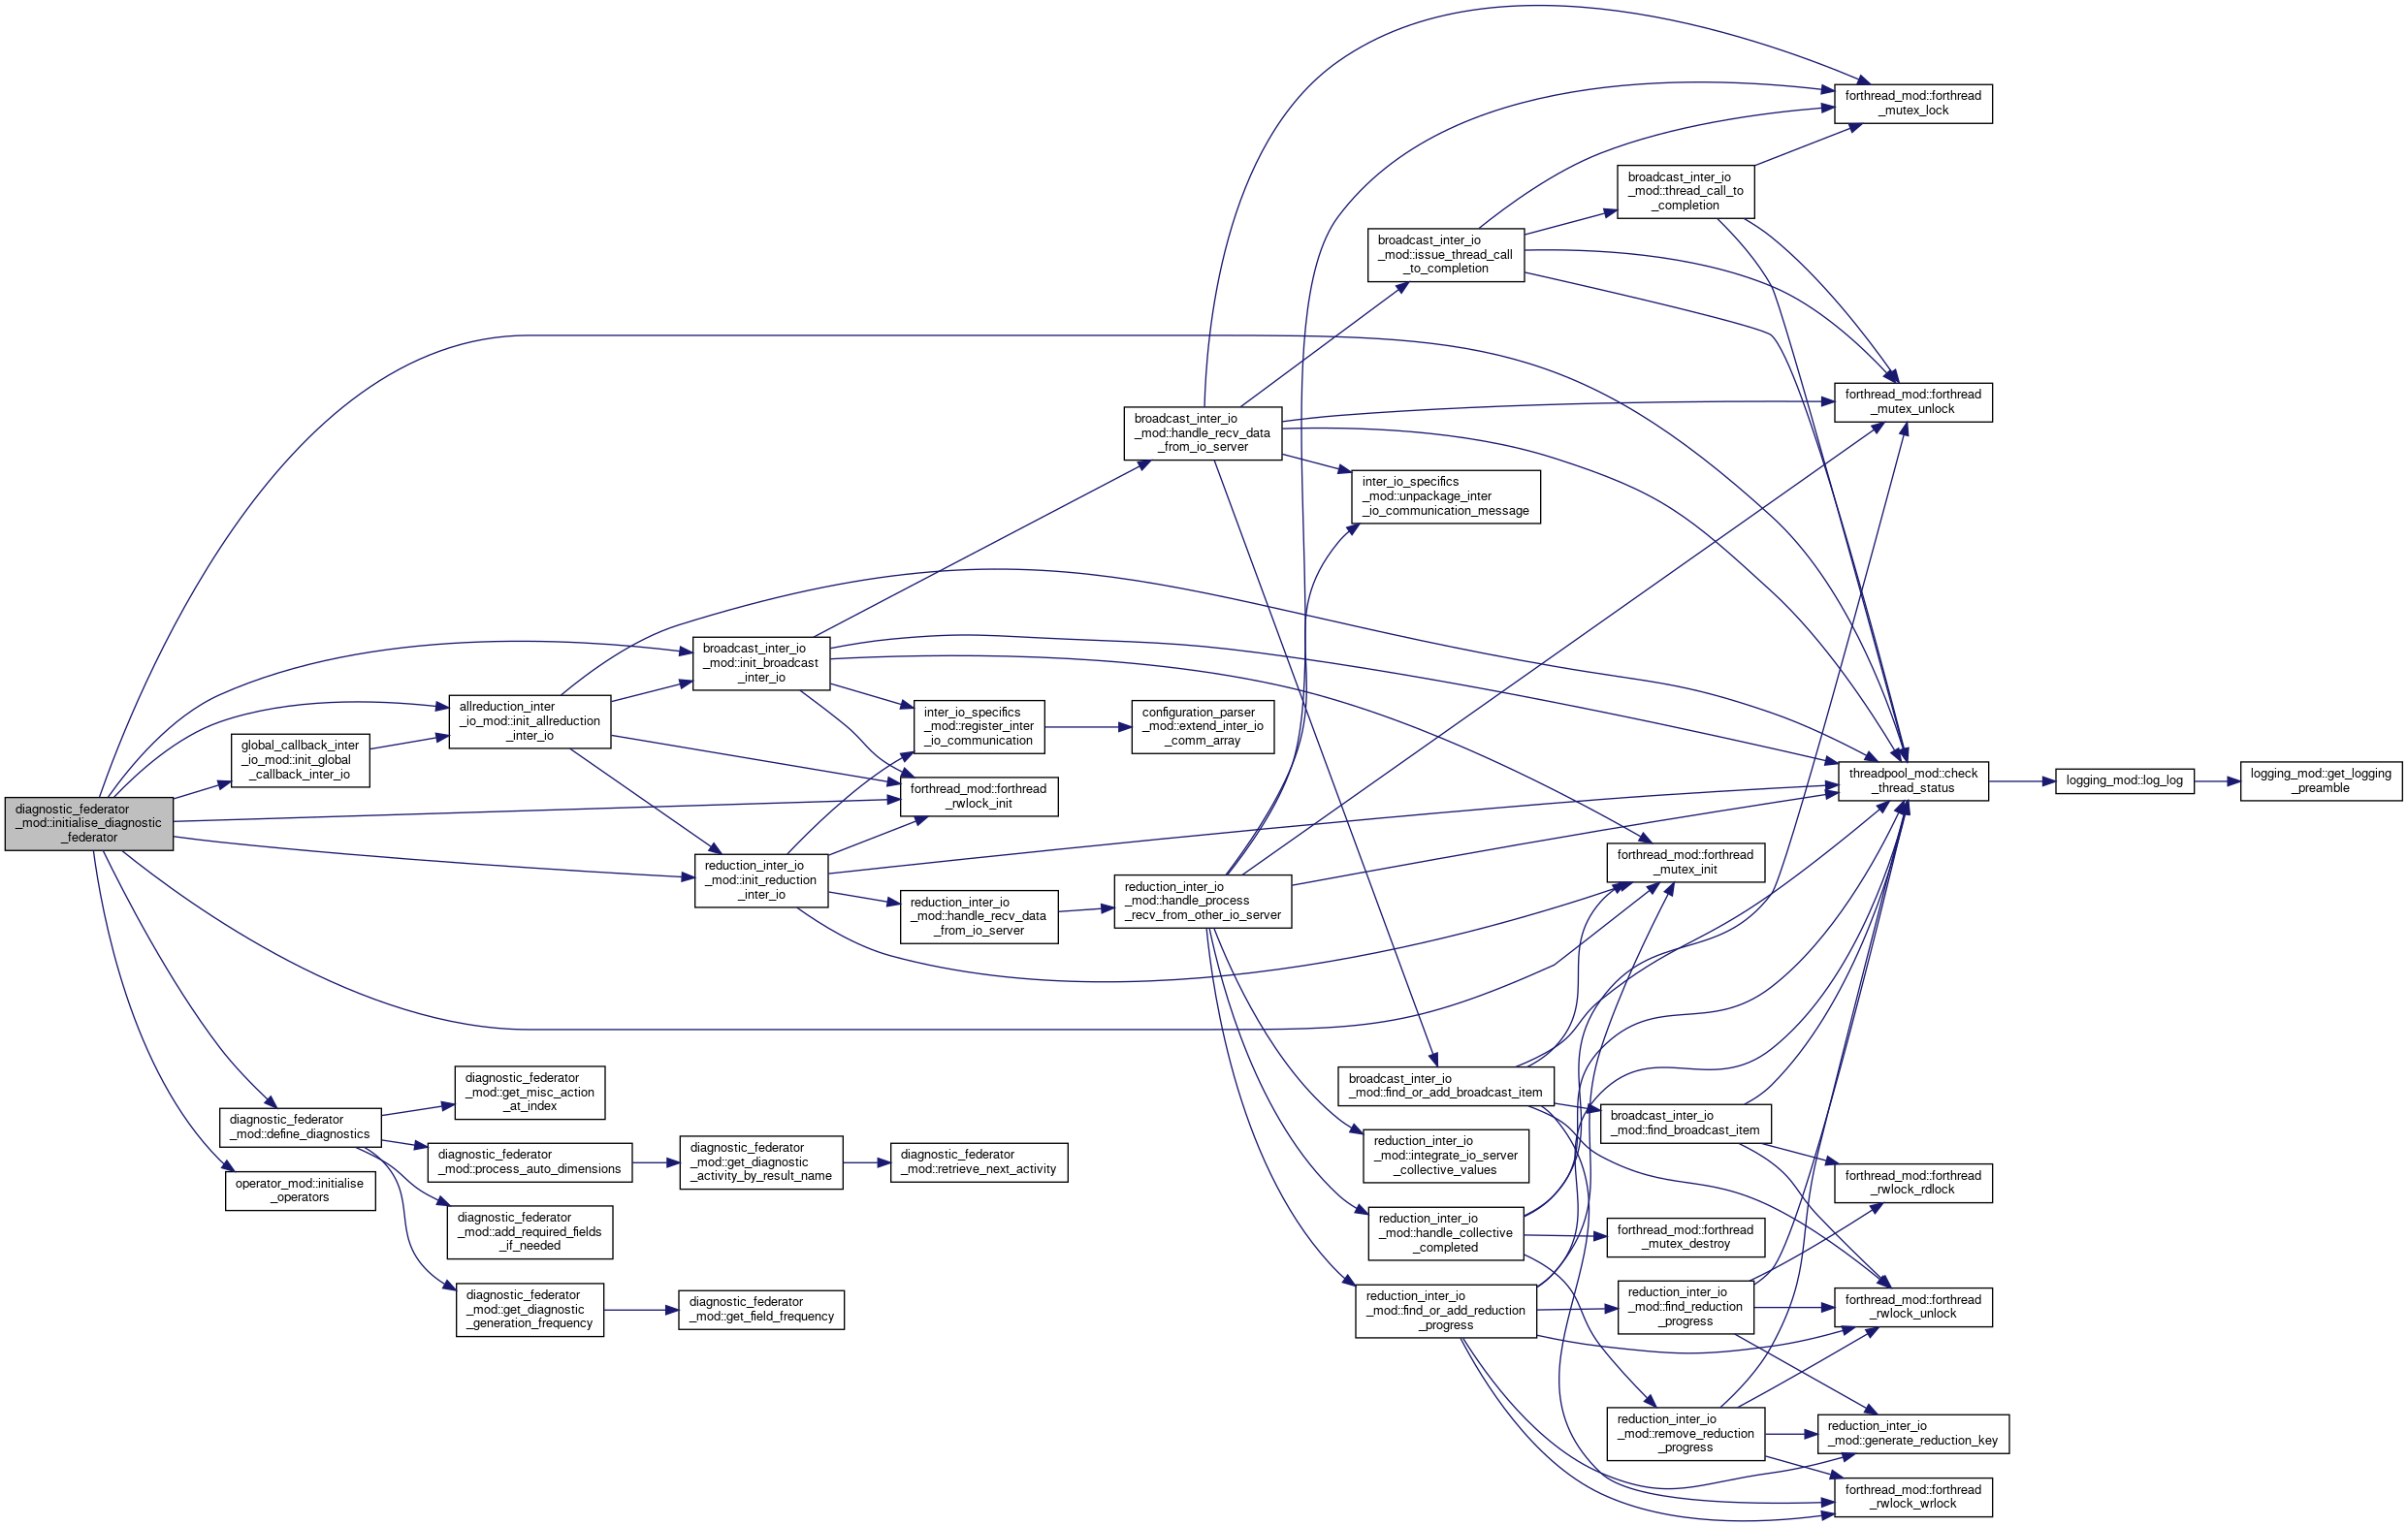 diagnostic_federator
_mod::initialise_diagnostic
_federator
global_callback_inter
_io_mod::init_global
_callback_inter_io
allreduction_inter
_io_mod::init_allreduction
_inter_io
broadcast_inter_io
_mod::init_broadcast
_inter_io
reduction_inter_io
_mod::init_reduction
_inter_io
inter_io_specifics
_mod::register_inter
_io_communication
forthread_mod::forthread
_rwlock_init
reduction_inter_io
_mod::handle_recv_data
_from_io_server
configuration_parser
_mod::extend_inter_io
_comm_array
broadcast_inter_io
_mod::handle_recv_data
_from_io_server
reduction_inter_io
_mod::handle_process
_recv_from_other_io_server
broadcast_inter_io
_mod::issue_thread_call
_to_completion
broadcast_inter_io
_mod::thread_call_to
_completion
inter_io_specifics
_mod::unpackage_inter
_io_communication_message
forthread_mod::forthread
_mutex_lock
forthread_mod::forthread
_mutex_unlock
threadpool_mod::check
_thread_status
logging_mod::log_log
logging_mod::get_logging
_preamble
forthread_mod::forthread
_mutex_init
broadcast_inter_io
_mod::find_or_add_broadcast_item
broadcast_inter_io
_mod::find_broadcast_item
reduction_inter_io
_mod::integrate_io_server
_collective_values
reduction_inter_io
_mod::handle_collective
_completed
forthread_mod::forthread
_mutex_destroy
reduction_inter_io
_mod::find_or_add_reduction
_progress
reduction_inter_io
_mod::find_reduction
_progress
reduction_inter_io
_mod::remove_reduction
_progress
forthread_mod::forthread
_rwlock_rdlock
forthread_mod::forthread
_rwlock_unlock
reduction_inter_io
_mod::generate_reduction_key
forthread_mod::forthread
_rwlock_wrlock
diagnostic_federator
_mod::define_diagnostics
operator_mod::initialise
_operators
diagnostic_federator
_mod::get_misc_action
_at_index
diagnostic_federator
_mod::process_auto_dimensions
diagnostic_federator
_mod::get_diagnostic
_activity_by_result_name
diagnostic_federator
_mod::retrieve_next_activity
diagnostic_federator
_mod::add_required_fields
_if_needed
diagnostic_federator
_mod::get_diagnostic
_generation_frequency
diagnostic_federator
_mod::get_field_frequency